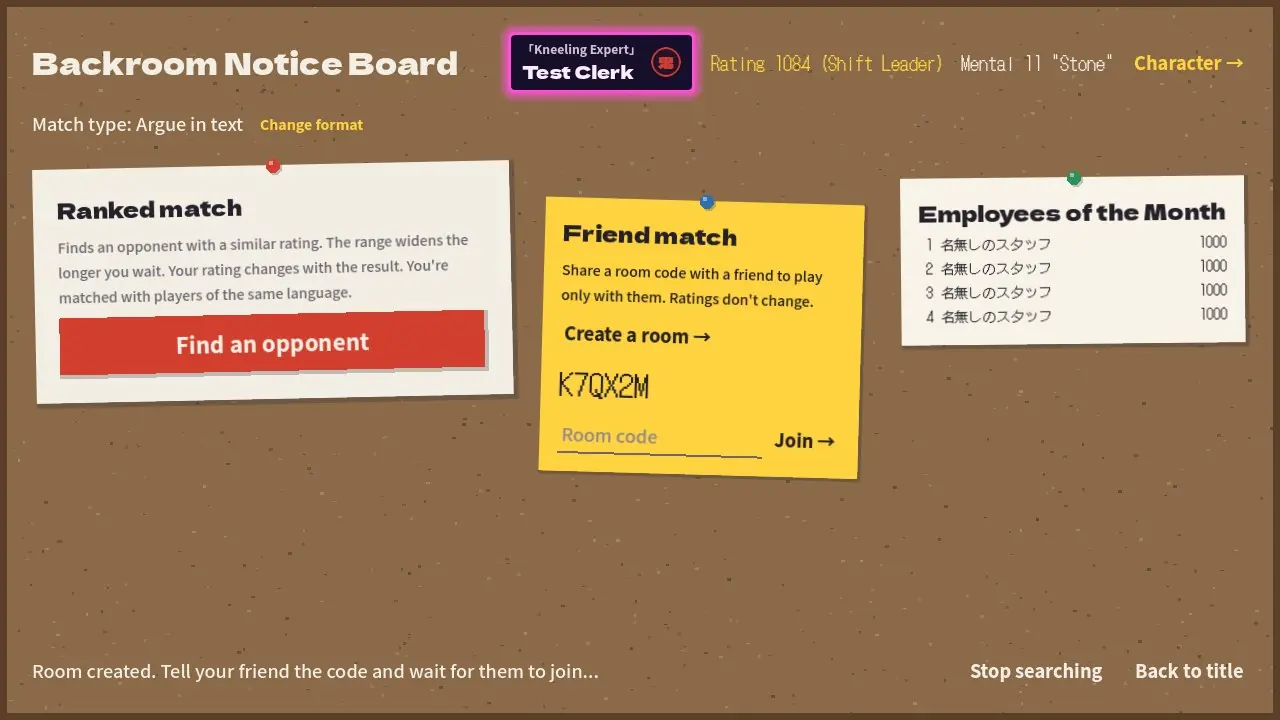 Backroom Notice Board
「Kneeling Expert」
Test Clerk
Rating 1084 (Shift Leader)
Mental 11 "Stone"
Character →
Match type: Argue in text
Change format
Ranked match
Finds an opponent with a similar rating. The range widens the
longer you wait. Your rating changes with the result. You're
matched with players of the same language.
Find an opponent
Friend match
Share a room code with a friend to play
only with them. Ratings don't change.
Create a room →
K7QX2M
Room code
Join →
Employees of the Month
1 名無しのスタッフ 1000
2 名無しのスタッフ 1000
3 名無しのスタッフ 1000
4 名無しのスタッフ 1000
Room created. Tell your friend the code and wait for them to join...
Stop searching
Back to title